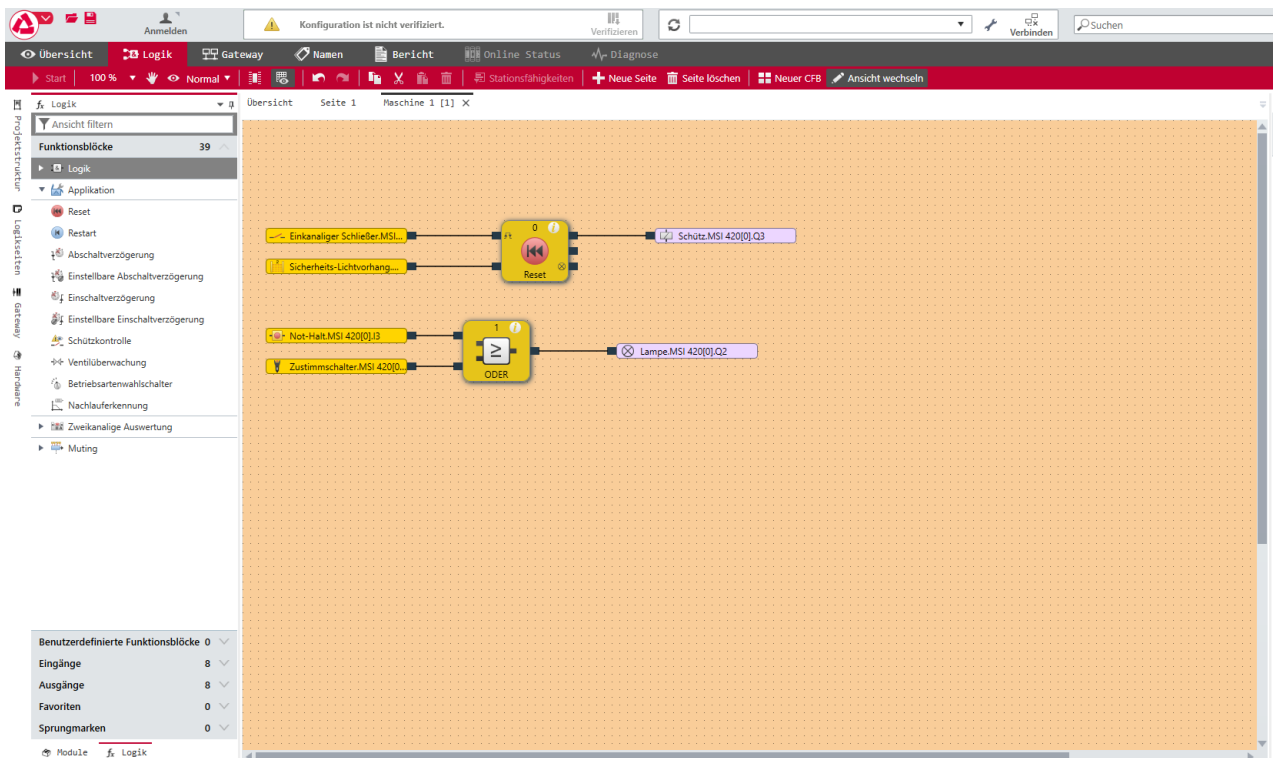 Anmelden
Konfiguration ist nicht verifiziert.
Verifizieren
Verbinden
Suchen
Übersicht
Logik
Gateway
Namen
Bericht
Online Status
Diagnose
Start
100 %
Normal
Stationsfähigkeiten
Neue Seite
Seite löschen
Neuer CFB
Ansicht wechseln
Projektstruktur
Logikseiten
Gateway
Hardware
fx Logik
Ansicht filtern
Funktionsblöcke 39
Logik
Applikation
Reset
Restart
Abschaltverzögerung
Einstellbare Abschaltverzögerung
Einschaltverzögerung
Einstellbare Einschaltverzögerung
Schützkontrolle
Ventilüberwachung
Betriebsartenwahlschalter
Nachlauferkennung
Zweikanalige Auswertung
Muting
Benutzerdefinierte Funktionsblöcke 0
Eingänge 8
Ausgänge 8
Favoriten 0
Sprungmarken 0
Module
fx Logik
Übersicht
Seite 1
Maschine 1 [1]
Einkanaliger Schließer.MSI...
Sicherheits-Lichtvorhang....
0
Reset
Schütz.MSI 420[0].Q3
Not-Halt.MSI 420[0].I3
Zustimmschalter.MSI 420[0...
1
≥
ODER
Lampe.MSI 420[0].Q2